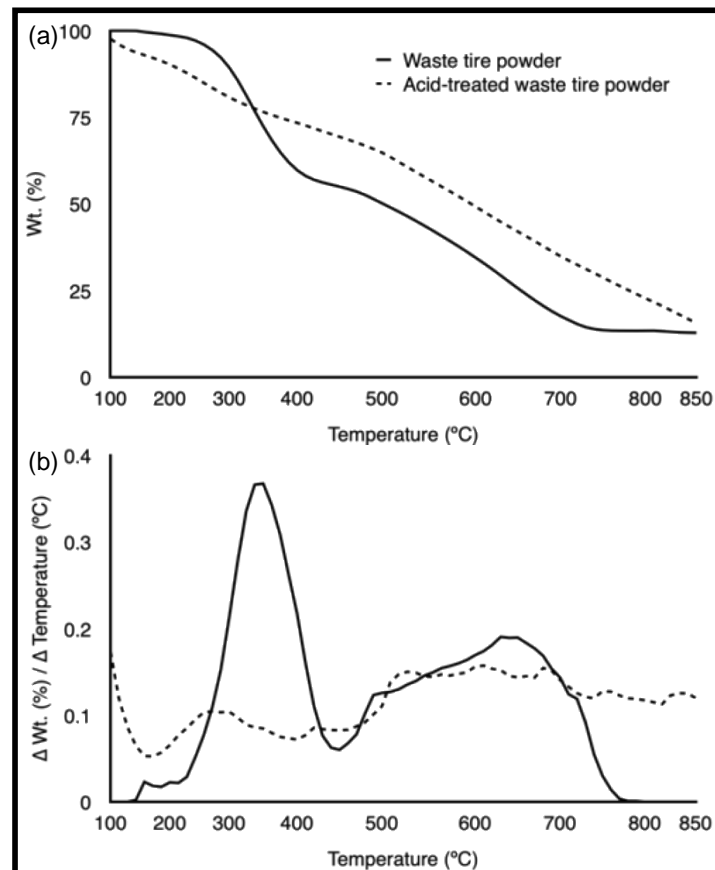 (a)
100
75
50
25
0
Wt. (%)
Waste tire powder
Acid-treated waste tire powder
100 200 300 400 500 600 700 800 850
Temperature (ºC)
(b)
0.4
0.3
0.2
0.1
0
Δ Wt. (%) / Δ Temperature (ºC)
100 200 300 400 500 600 700 800 850
Temperature (ºC)